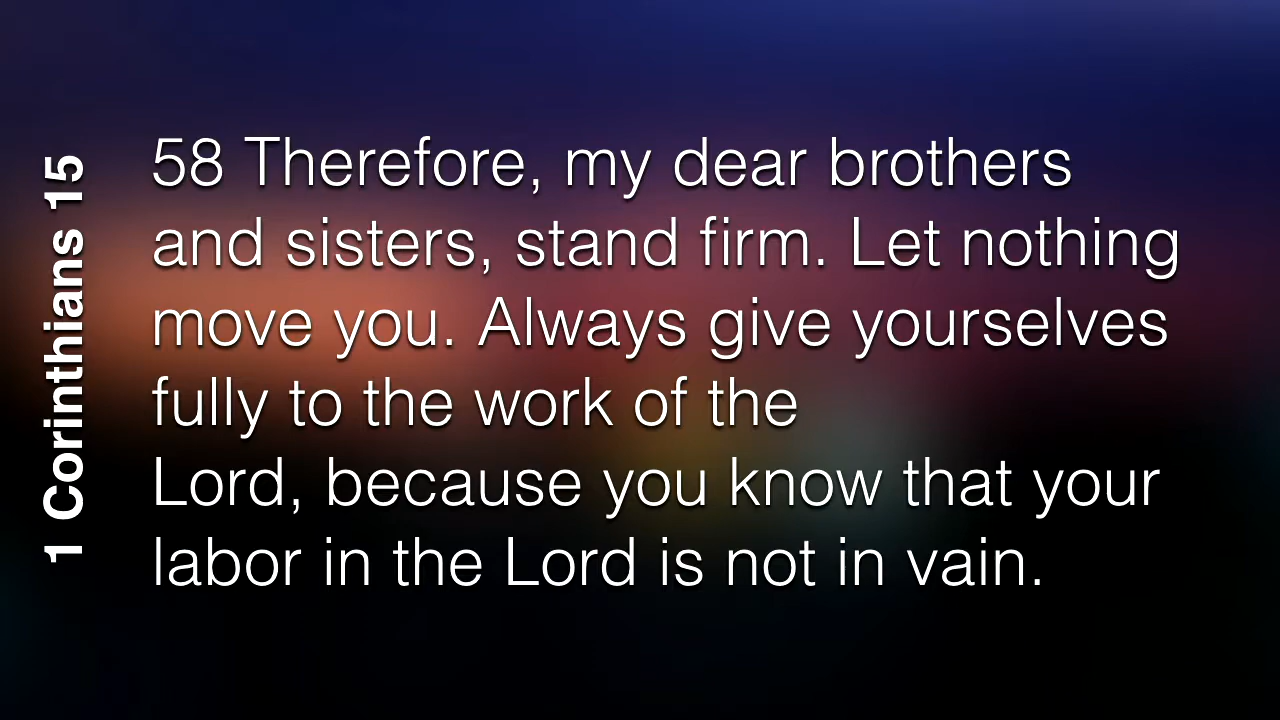 1 Corinthians 15
58 Therefore, my dear brothers
and sisters, stand firm. Let nothing
move you. Always give yourselves
fully to the work of the
Lord, because you know that your
labor in the Lord is not in vain.